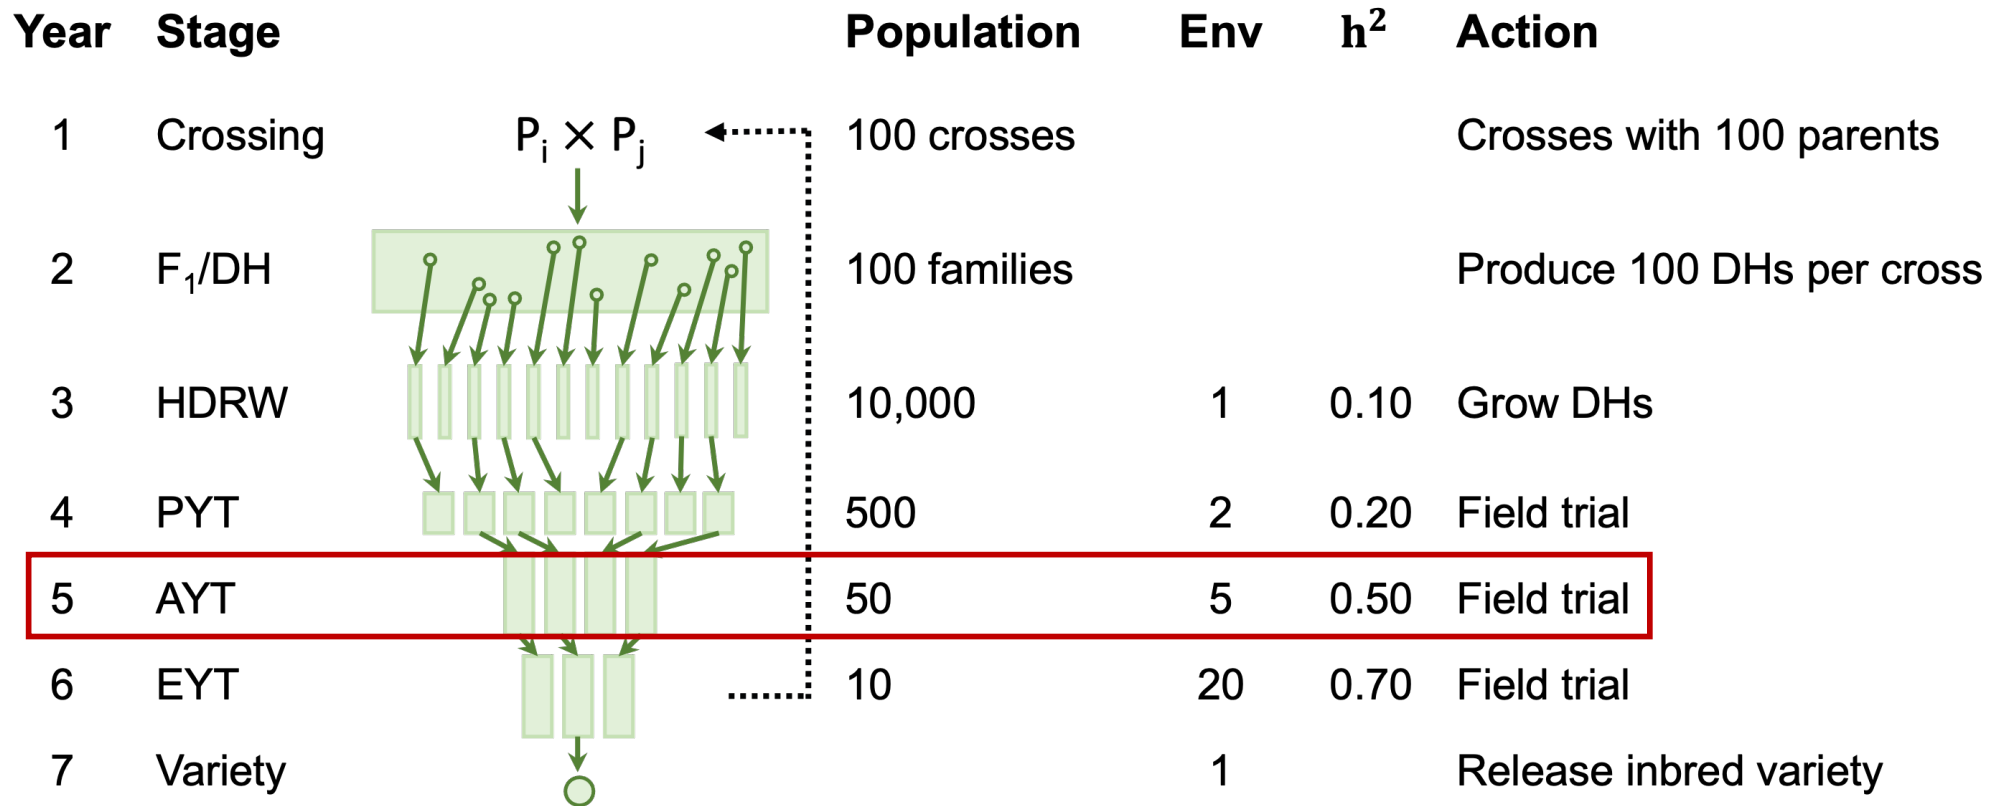 Year Stage Population Env h² Action
1 Crossing Pᵢ × Pⱼ 100 crosses Crosses with 100 parents
2 F₁/DH 100 families Produce 100 DHs per cross
3 HDRW 10,000 1 0.10 Grow DHs
4 PYT 500 2 0.20 Field trial
5 AYT 50 5 0.50 Field trial
6 EYT 10 20 0.70 Field trial
7 Variety 1 Release inbred variety